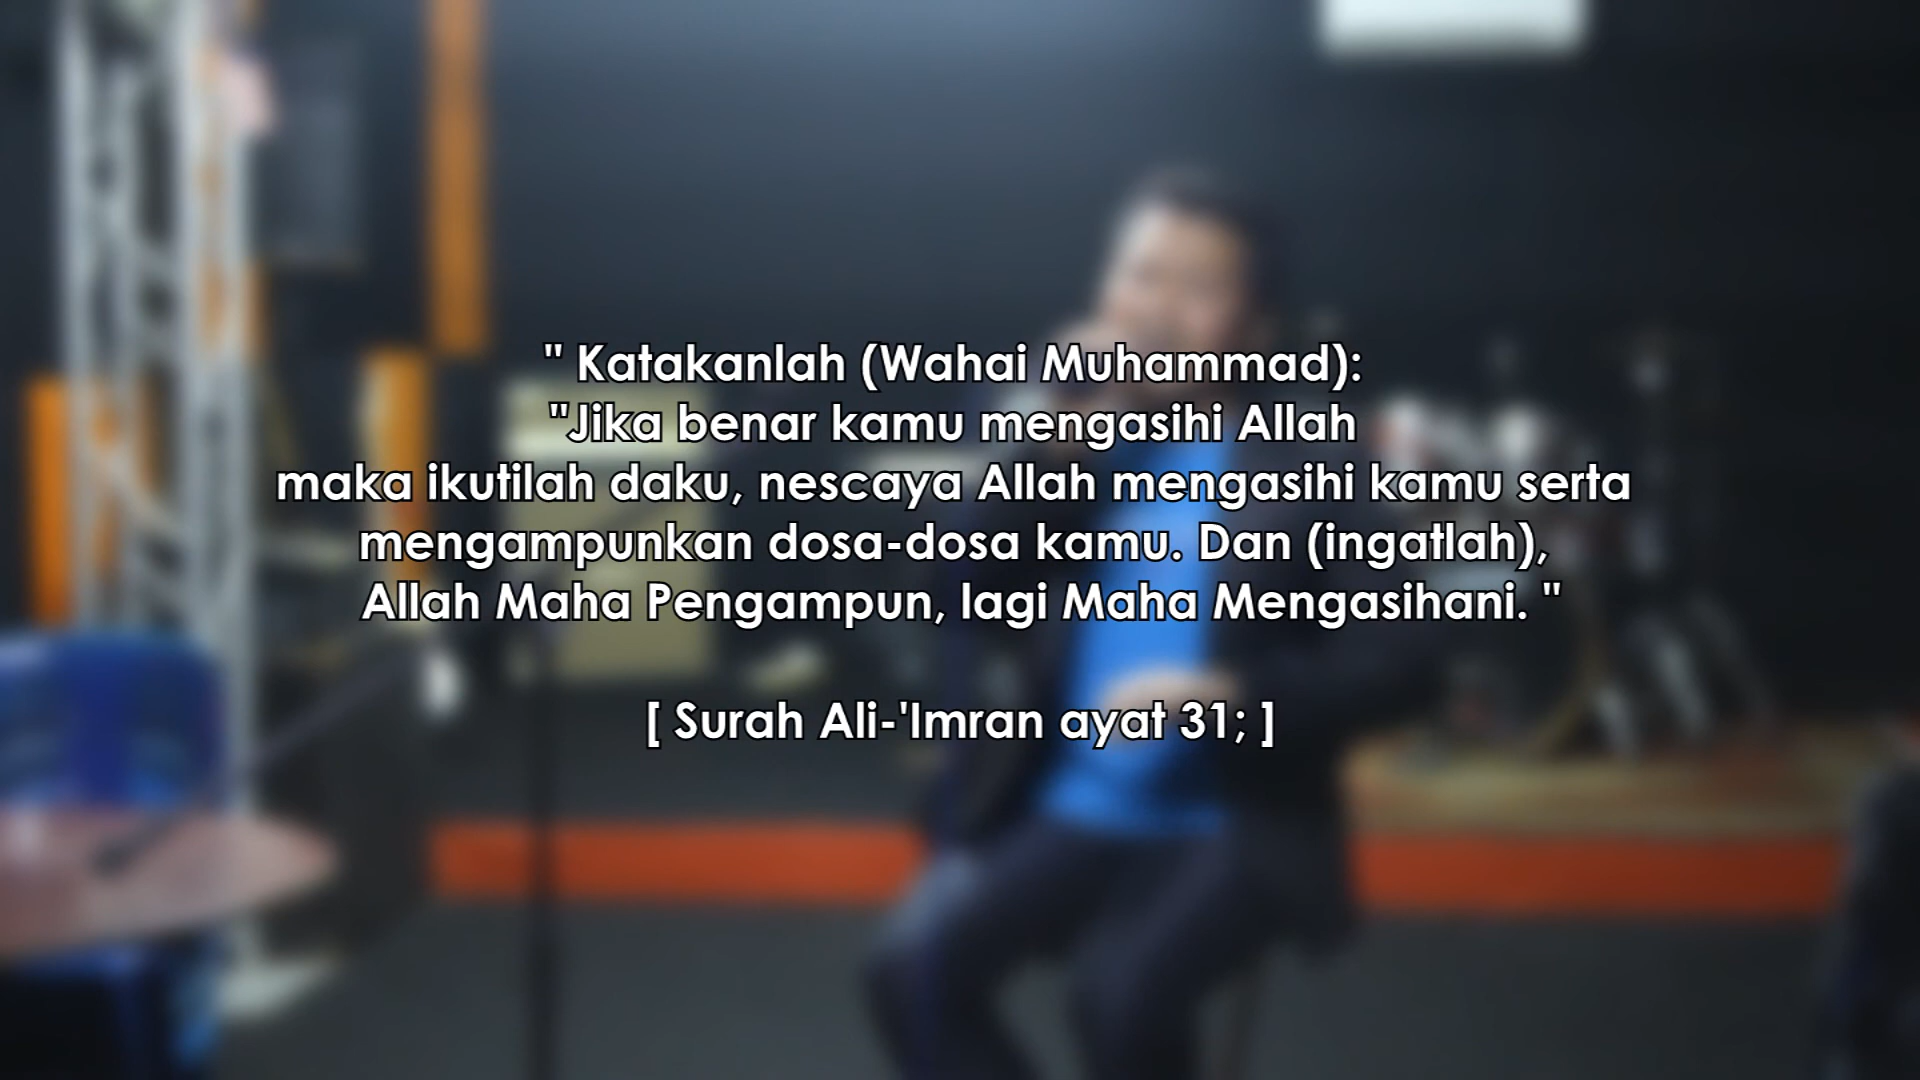 " Katakanlah (Wahai Muhammad):
"Jika benar kamu mengasihi Allah
maka ikutilah daku, nescaya Allah mengasihi kamu serta
mengampunkan dosa-dosa kamu. Dan (ingatlah),
Allah Maha Pengampun, lagi Maha Mengasihani. "
[ Surah Ali-'Imran ayat 31; ]